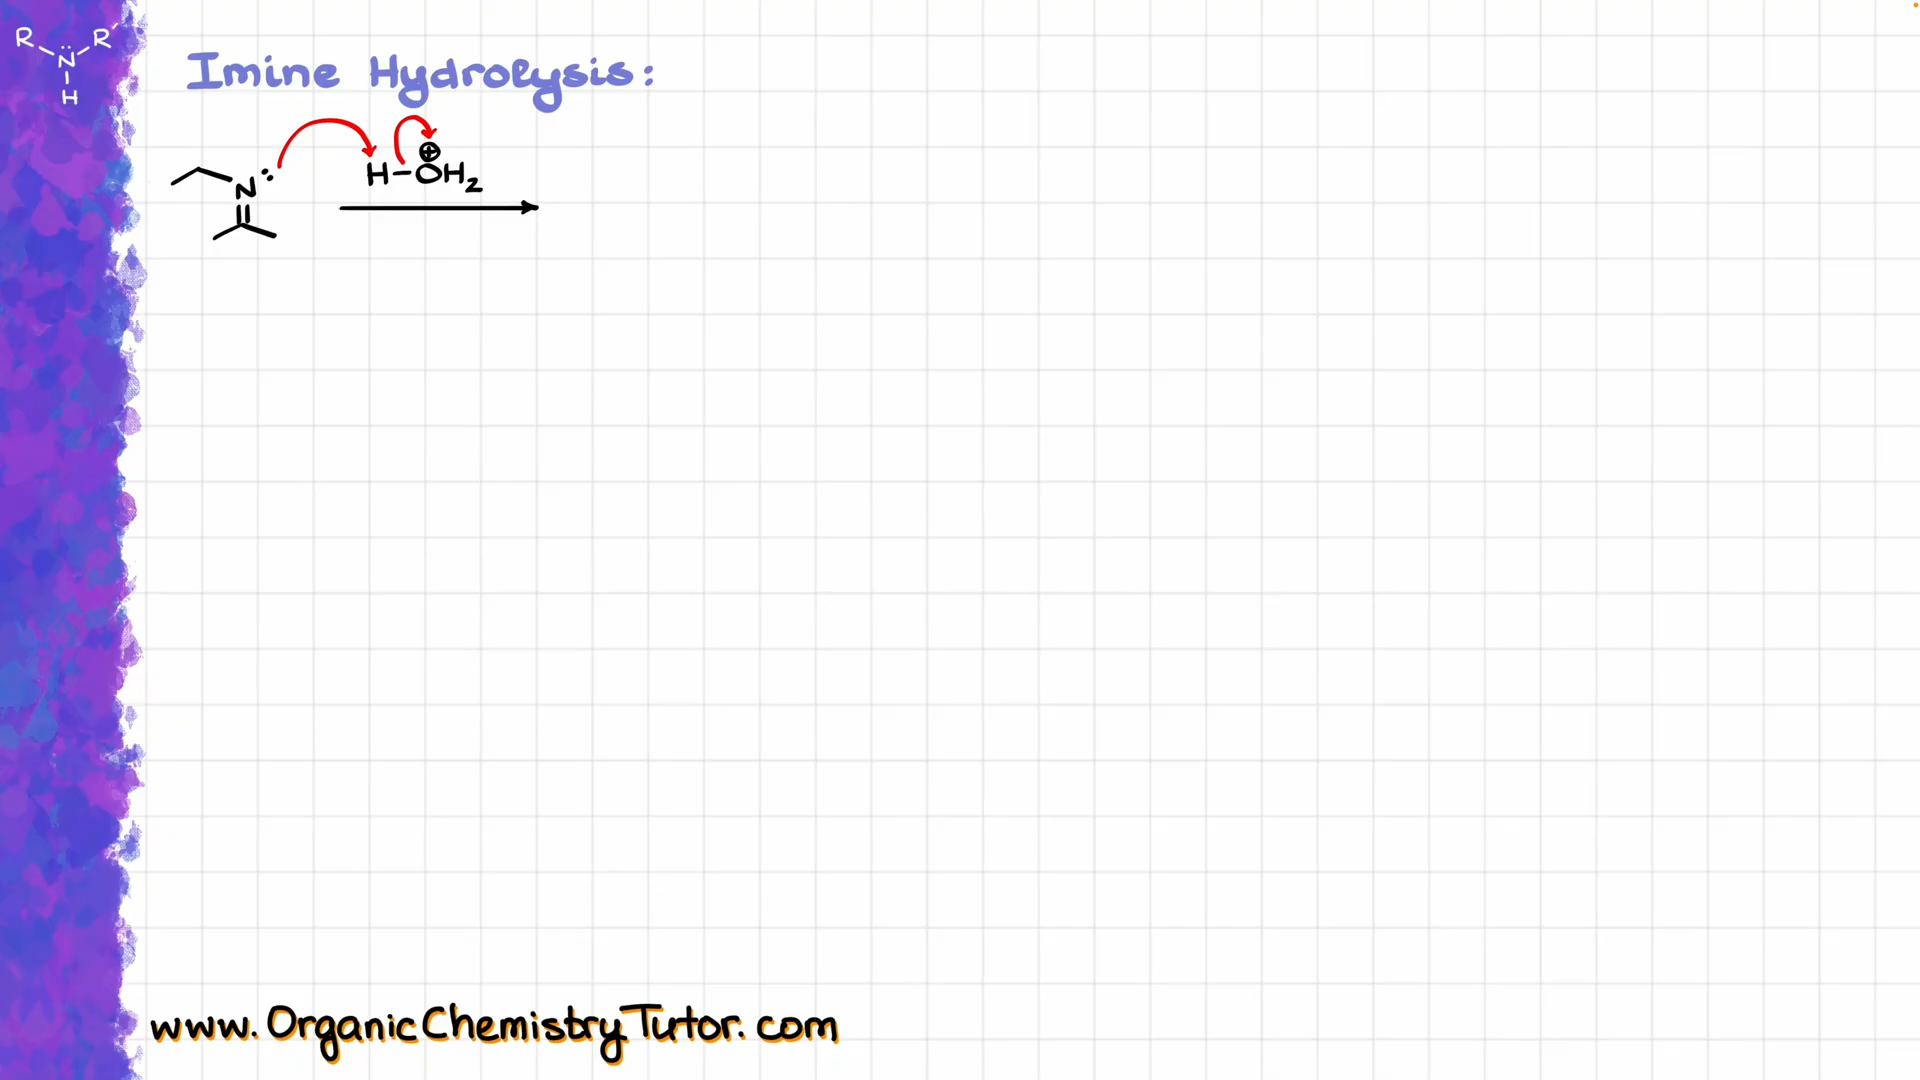 R N̈ R'
H
Imine Hydrolysis:
H–OH₂
⊕
N:
www.OrganicChemistryTutor.com